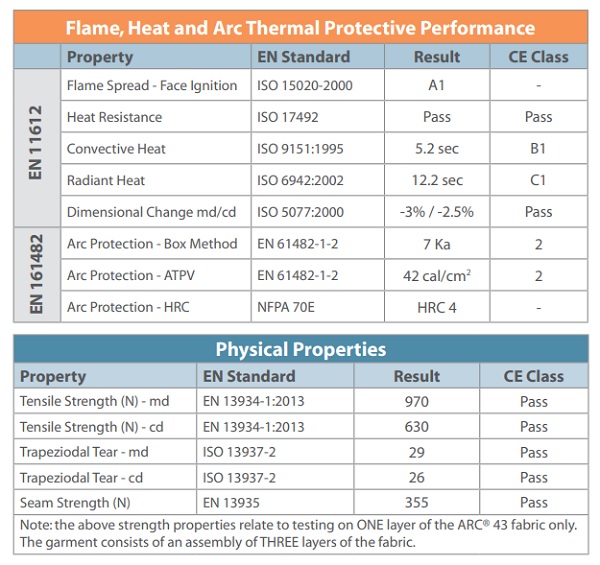 Flame, Heat and Arc Thermal Protective Performance
Property EN Standard Result CE Class
EN 11612
Flame Spread - Face Ignition ISO 15020-2000 A1 -
Heat Resistance ISO 17492 Pass Pass
Convective Heat ISO 9151:1995 5.2 sec B1
Radiant Heat ISO 6942:2002 12.2 sec C1
Dimensional Change md/cd ISO 5077:2000 -3% / -2.5% Pass
EN 161482
Arc Protection - Box Method EN 61482-1-2 7 Ka 2
Arc Protection - ATPV EN 61482-1-2 42 cal/cm² 2
Arc Protection - HRC NFPA 70E HRC 4 -
Physical Properties
Property EN Standard Result CE Class
Tensile Strength (N) - md EN 13934-1:2013 970 Pass
Tensile Strength (N) - cd EN 13934-1:2013 630 Pass
Trapeziodal Tear - md ISO 13937-2 29 Pass
Trapeziodal Tear - cd ISO 13937-2 26 Pass
Seam Strength (N) EN 13935 355 Pass
Note: the above strength properties relate to testing on ONE layer of the ARC® 43 fabric only.
The garment consists of an assembly of THREE layers of the fabric.